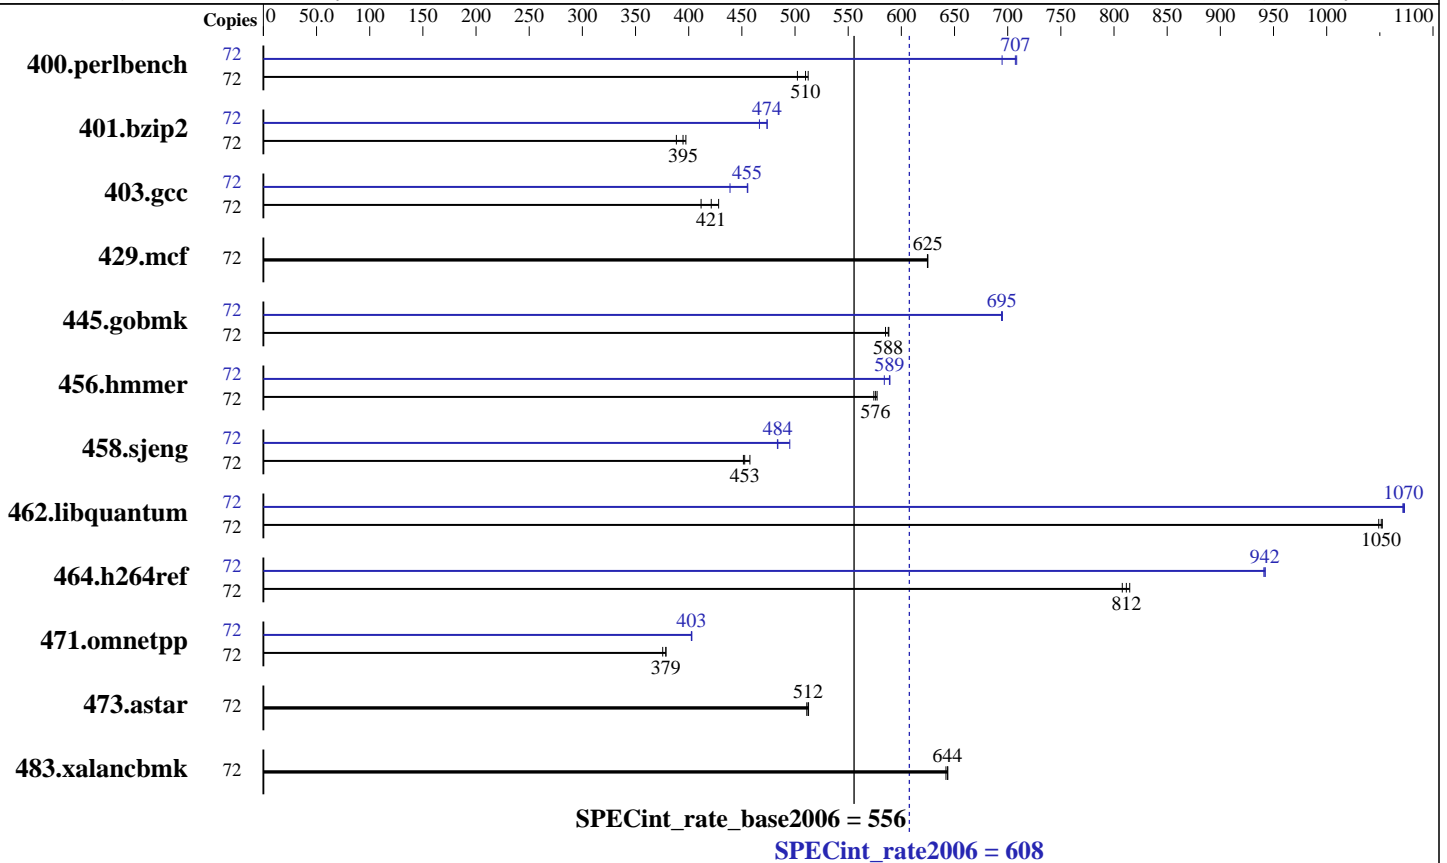 Copies 0 50.0 100 150 200 250 300 350 400 450 500 550 600 650 700 750 800 850 900 950 1000 1100
400.perlbench 72 707
72 510
401.bzip2 72 474
72 395
403.gcc 72 455
72 421
429.mcf 72 625
445.gobmk 72 695
72 588
456.hmmer 72 589
72 576
458.sjeng 72 484
72 453
462.libquantum 72 1070
72 1050
464.h264ref 72 942
72 812
471.omnetpp 72 403
72 379
473.astar 72 512
483.xalancbmk 72 644
SPECint_rate_base2006 = 556
SPECint_rate2006 = 608